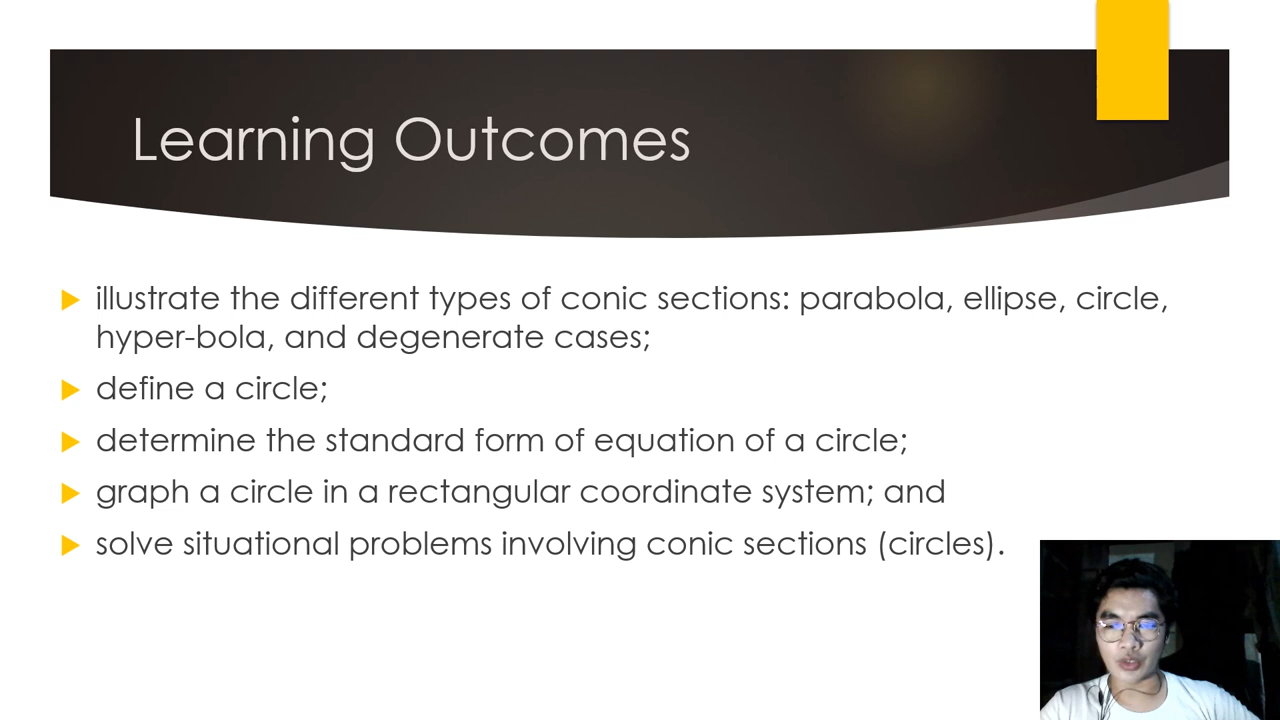 Learning Outcomes
illustrate the different types of conic sections: parabola, ellipse, circle,
hyper-bola, and degenerate cases;
define a circle;
determine the standard form of equation of a circle;
graph a circle in a rectangular coordinate system; and
solve situational problems involving conic sections (circles).